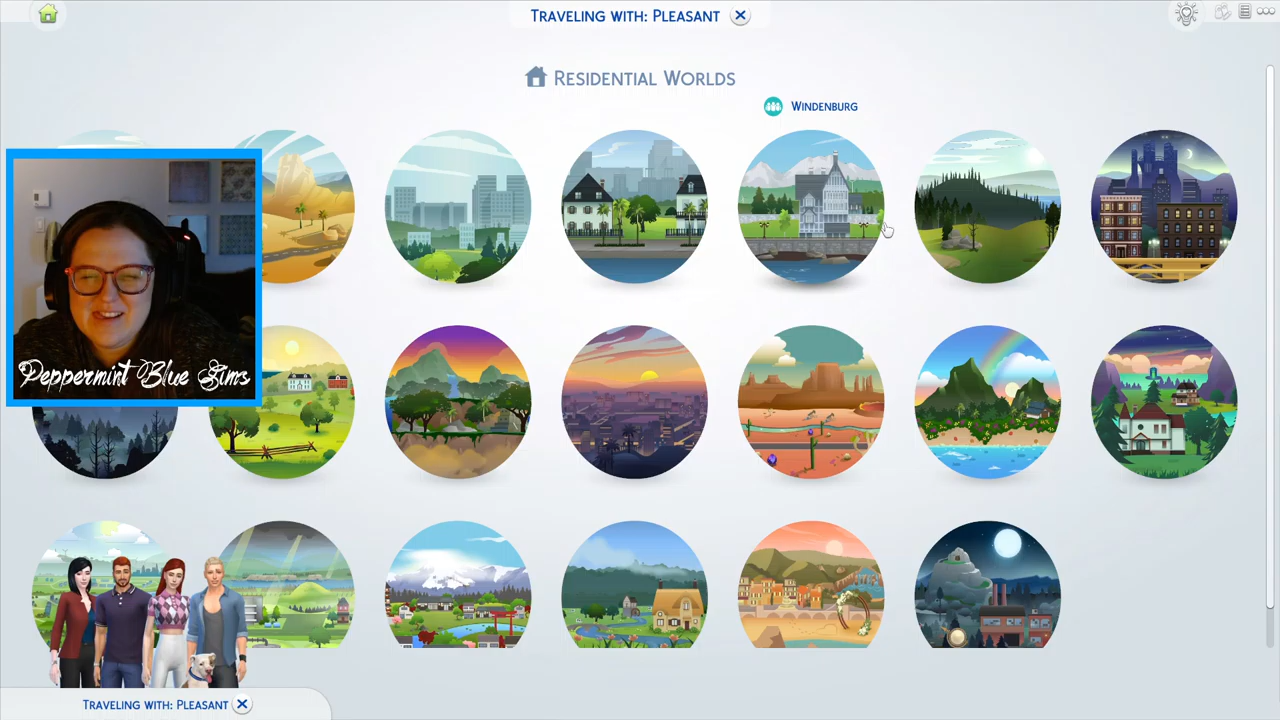 Traveling with: Pleasant
Residential Worlds
Windenburg
Peppermint Blue Sims
Traveling with: Pleasant